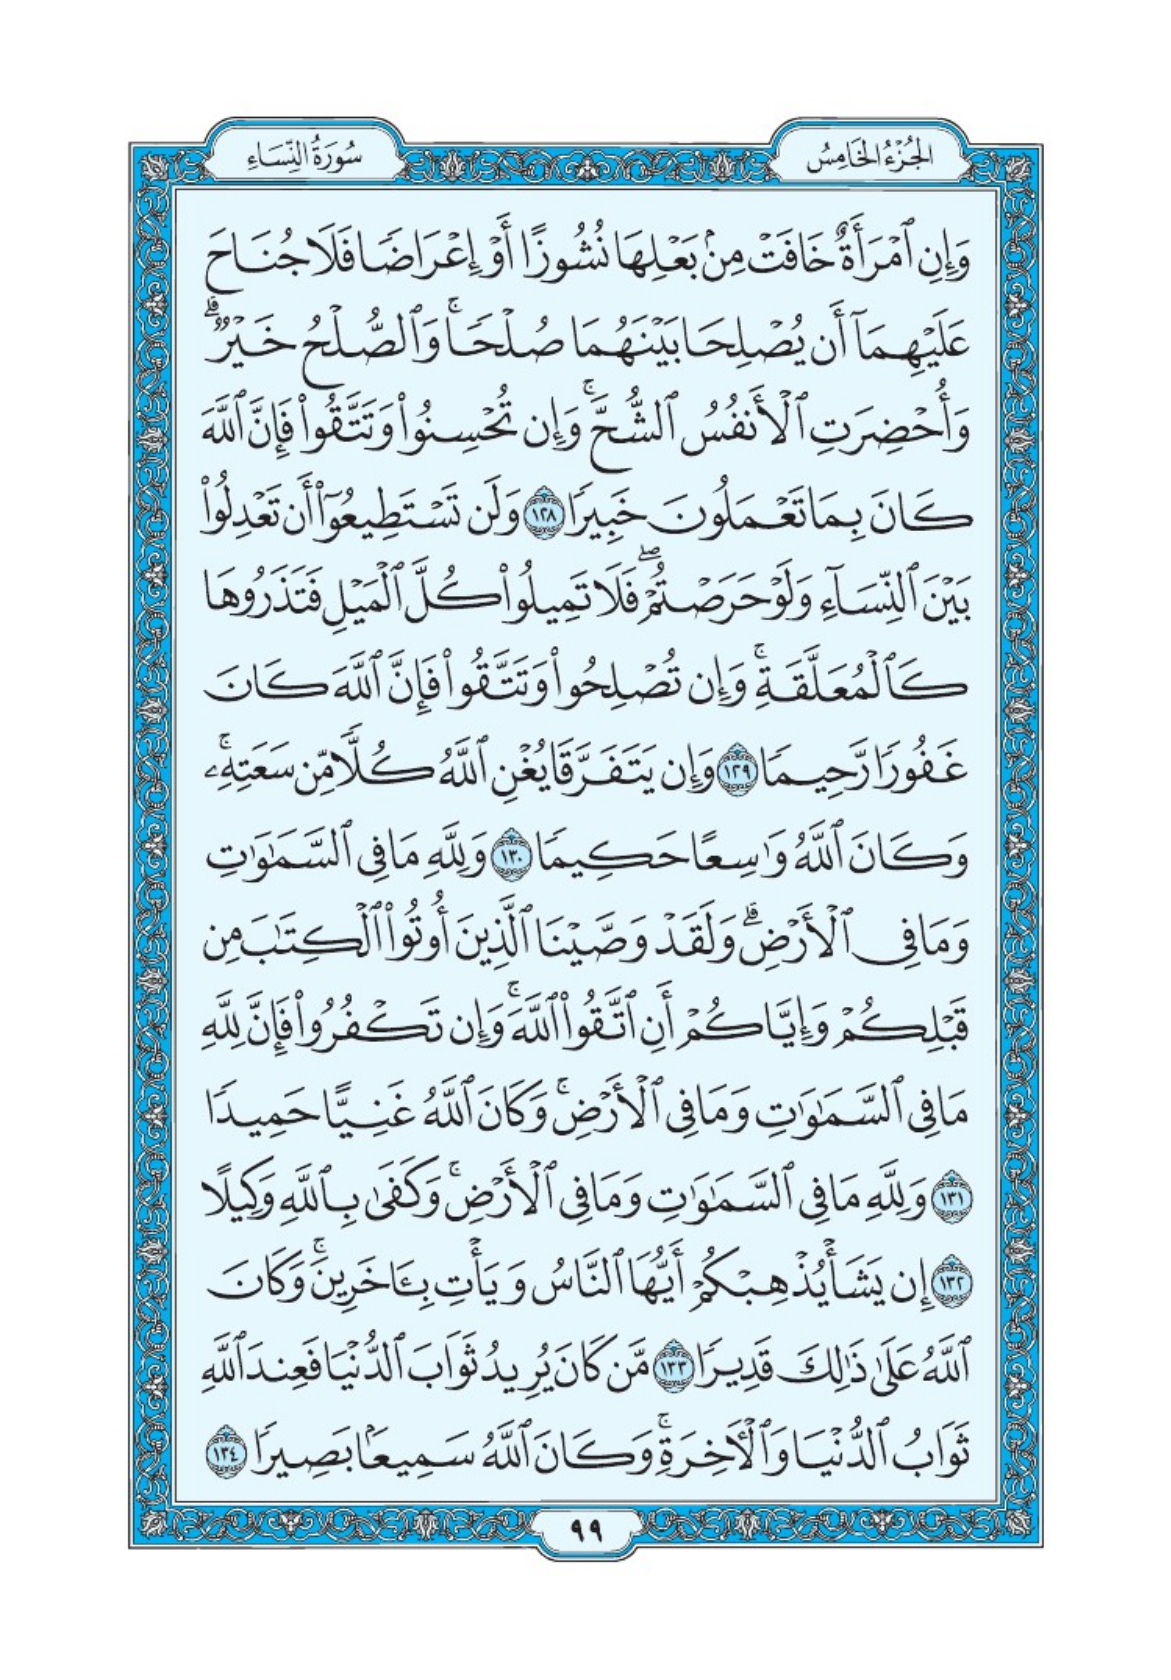 الجُزْءُ الخَامِسُ
سُورَةُ النِّسَاءِ
وَإِنِ ٱمۡرَأَةٌ خَافَتۡ مِنۢ بَعۡلِهَا نُشُوزًا أَوۡ إِعۡرَاضٗا فَلَا جُنَاحَ
عَلَيۡهِمَآ أَن يُصۡلِحَا بَيۡنَهُمَا صُلۡحٗاۚ وَٱلصُّلۡحُ خَيۡرٞۗ
وَأُحۡضِرَتِ ٱلۡأَنفُسُ ٱلشُّحَّۚ وَإِن تُحۡسِنُواْ وَتَتَّقُواْ فَإِنَّ ٱللَّهَ
كَانَ بِمَا تَعۡمَلُونَ خَبِيرٗا ١٢٨ وَلَن تَسۡتَطِيعُوٓاْ أَن تَعۡدِلُواْ
بَيۡنَ ٱلنِّسَآءِ وَلَوۡ حَرَصۡتُمۡۖ فَلَا تَمِيلُواْ كُلَّ ٱلۡمَيۡلِ فَتَذَرُوهَا
كَٱلۡمُعَلَّقَةِۚ وَإِن تُصۡلِحُواْ وَتَتَّقُواْ فَإِنَّ ٱللَّهَ كَانَ
غَفُورٗا رَّحِيمٗا ١٢٩ وَإِن يَتَفَرَّقَا يُغۡنِ ٱللَّهُ كُلّٗا مِّن سَعَتِهِۦۚ
وَكَانَ ٱللَّهُ وَٰسِعًا حَكِيمٗا ١٣٠ وَلِلَّهِ مَا فِي ٱلسَّمَٰوَٰتِ
وَمَا فِي ٱلۡأَرۡضِۗ وَلَقَدۡ وَصَّيۡنَا ٱلَّذِينَ أُوتُواْ ٱلۡكِتَٰبَ مِن
قَبۡلِكُمۡ وَإِيَّاكُمۡ أَنِ ٱتَّقُواْ ٱللَّهَۚ وَإِن تَكۡفُرُواْ فَإِنَّ لِلَّهِ
مَا فِي ٱلسَّمَٰوَٰتِ وَمَا فِي ٱلۡأَرۡضِۚ وَكَانَ ٱللَّهُ غَنِيًّا حَمِيدٗا
١٣١ وَلِلَّهِ مَا فِي ٱلسَّمَٰوَٰتِ وَمَا فِي ٱلۡأَرۡضِۚ وَكَفَىٰ بِٱللَّهِ وَكِيلًا
١٣٢ إِن يَشَأۡ يُذۡهِبۡكُمۡ أَيُّهَا ٱلنَّاسُ وَيَأۡتِ بِـَٔاخَرِينَۚ وَكَانَ
ٱللَّهُ عَلَىٰ ذَٰلِكَ قَدِيرٗا ١٣٣ مَّن كَانَ يُرِيدُ ثَوَابَ ٱلدُّنۡيَا فَعِندَ ٱللَّهِ
ثَوَابُ ٱلدُّنۡيَا وَٱلۡأٓخِرَةِۚ وَكَانَ ٱللَّهُ سَمِيعَۢا بَصِيرٗا ١٣٤
٩٩